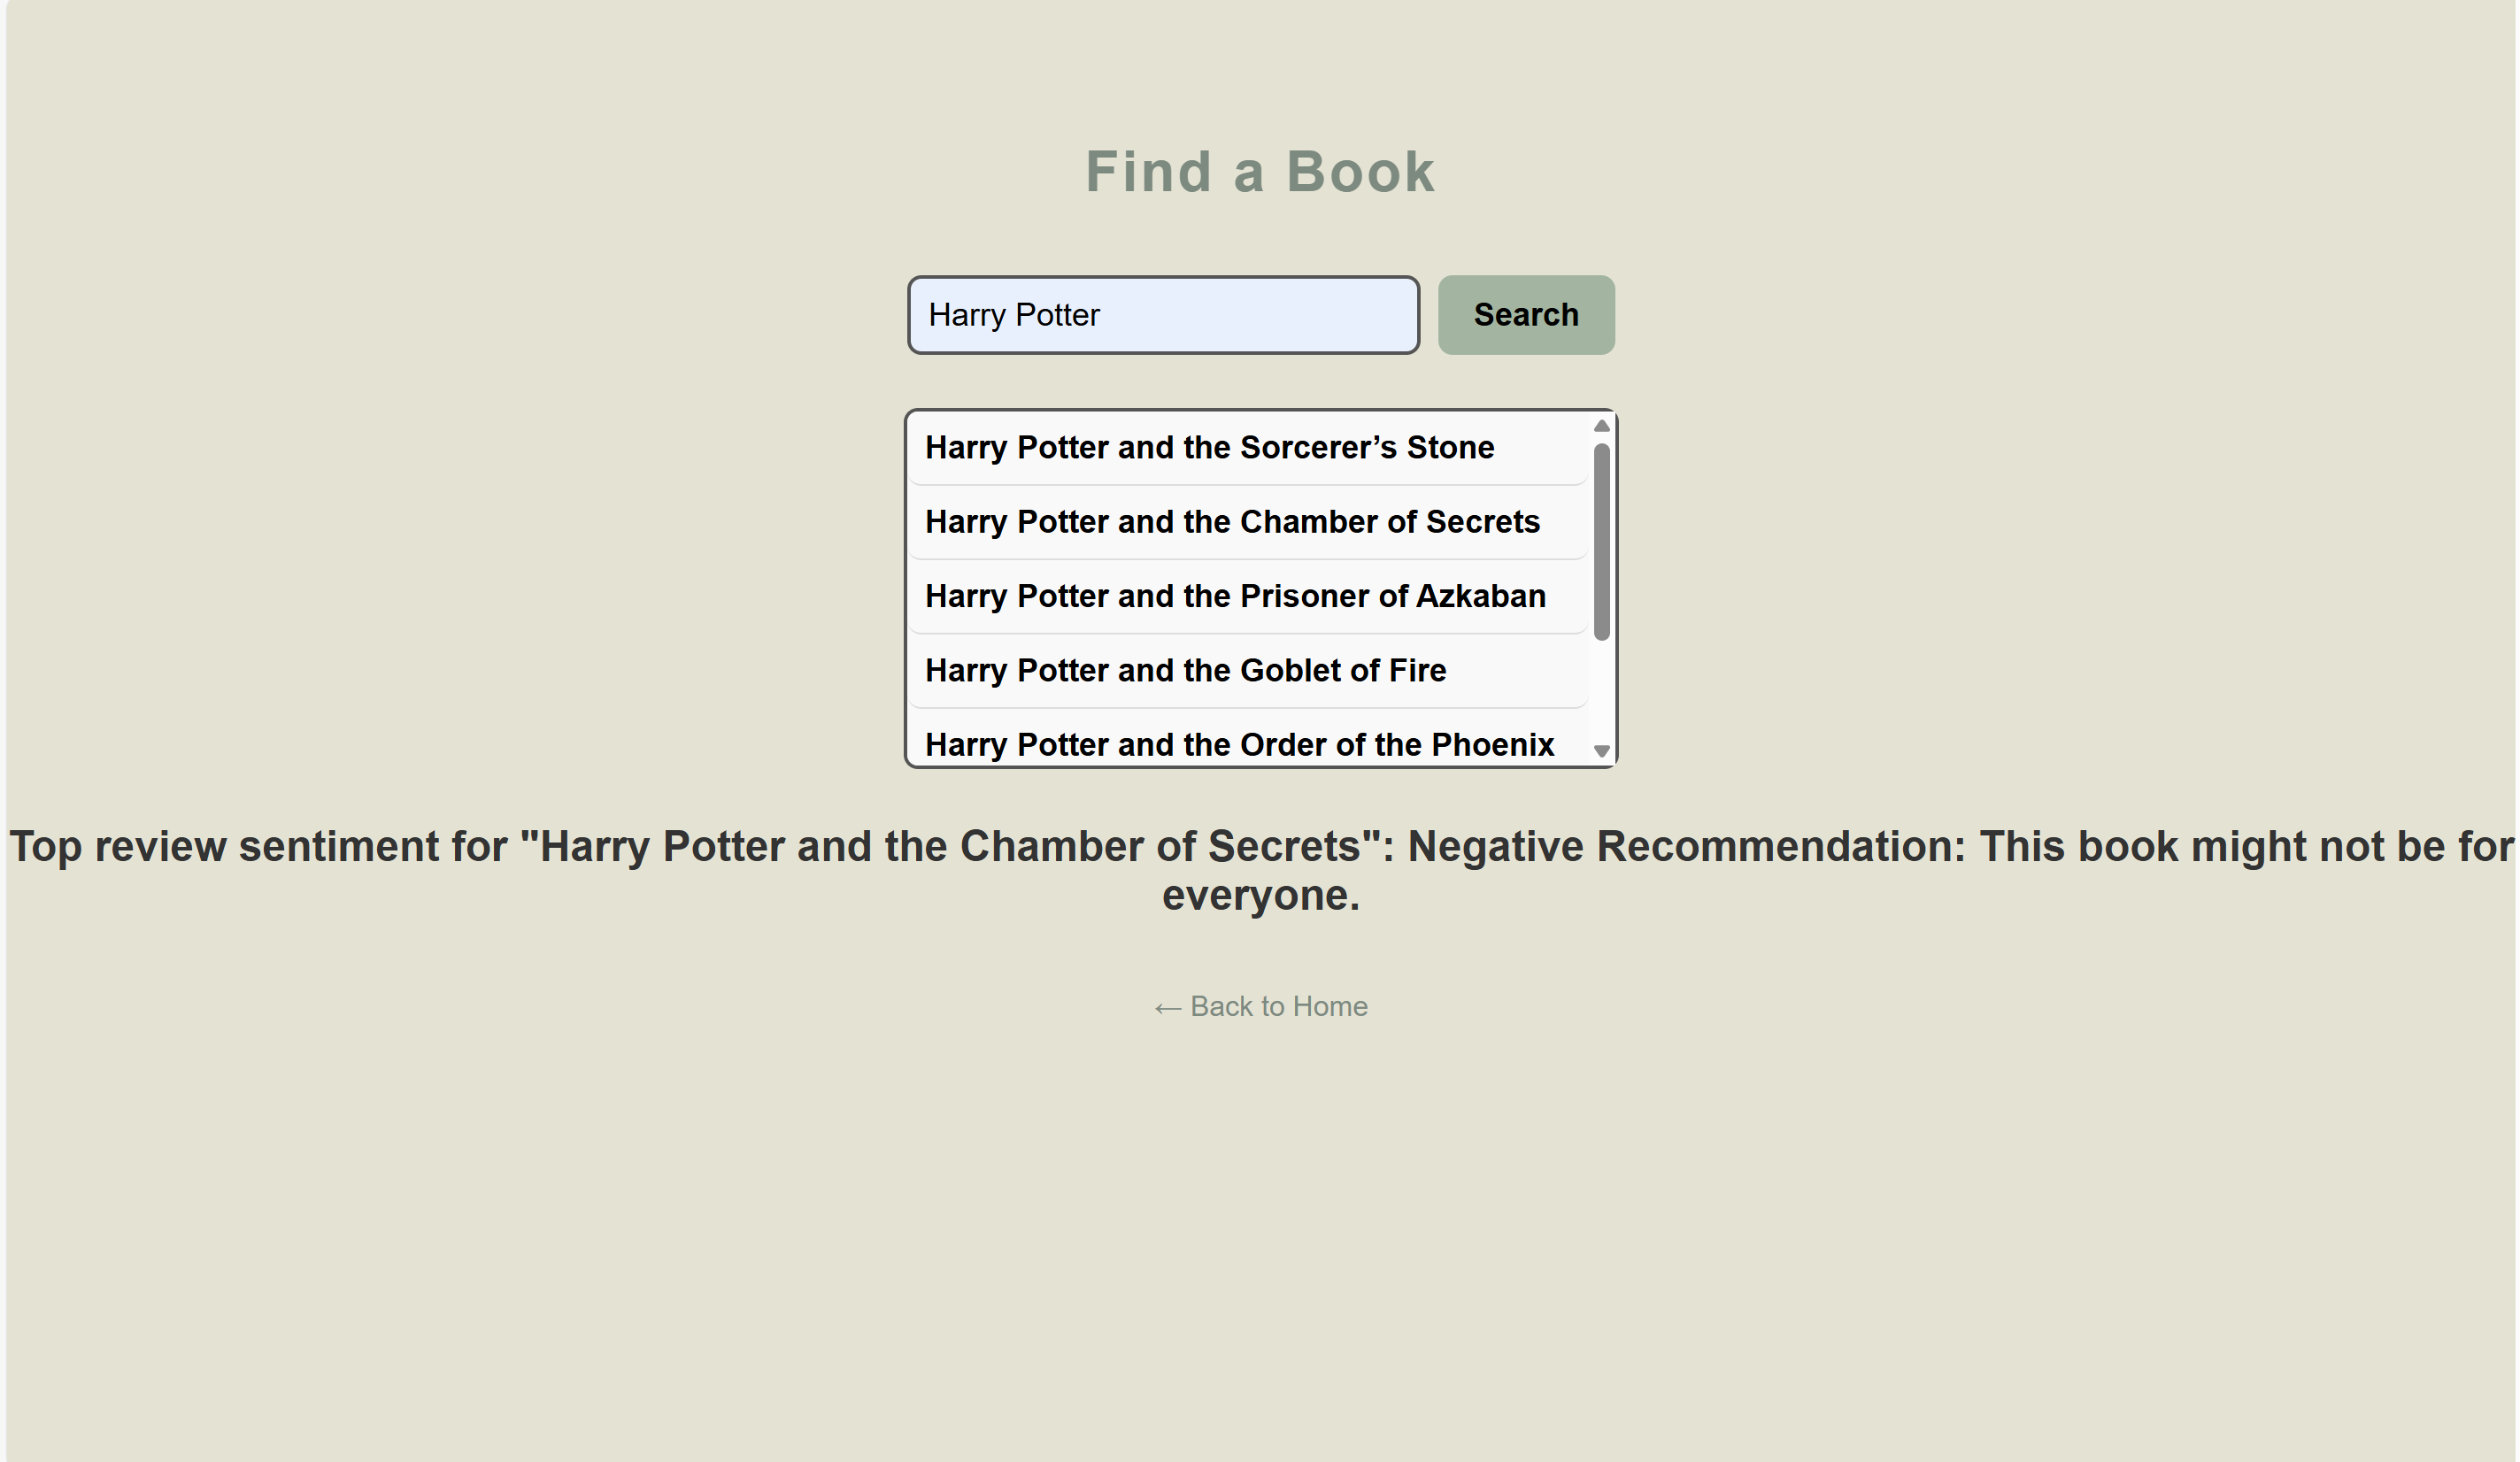 Find a Book
Harry Potter
Search
Harry Potter and the Sorcerer’s Stone
Harry Potter and the Chamber of Secrets
Harry Potter and the Prisoner of Azkaban
Harry Potter and the Goblet of Fire
Harry Potter and the Order of the Phoenix
Top review sentiment for "Harry Potter and the Chamber of Secrets": Negative Recommendation: This book might not be for
everyone.
← Back to Home